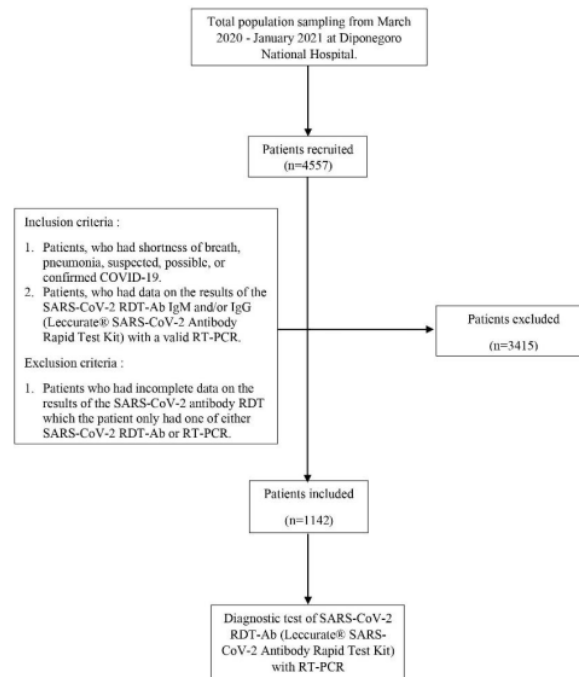 Total population sampling from March
2020 - January 2021 at Diponegoro
National Hospital.
Patients recruited
(n=4557)
Inclusion criteria :
1. Patients, who had shortness of breath,
pneumonia, suspected, possible, or
confirmed COVID-19.
2. Patients, who had data on the results of the
SARS-CoV-2 RDT-Ab IgM and/or IgG
(Leccurate® SARS-CoV-2 Antibody
Rapid Test Kit) with a valid RT-PCR.
Exclusion criteria :
1. Patients who had incomplete data on the
results of the SARS-CoV-2 antibody RDT
which the patient only had one of either
SARS-CoV-2 RDT-Ab or RT-PCR.
Patients excluded
(n=3415)
Patients included
(n=1142)
Diagnostic test of SARS-CoV-2
RDT-Ab (Leccurate® SARS-
CoV-2 Antibody Rapid Test Kit)
with RT-PCR